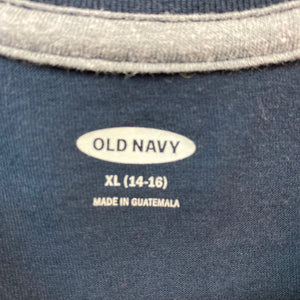 OLD NAVY
XL (14-16)
MADE IN GUATEMALA